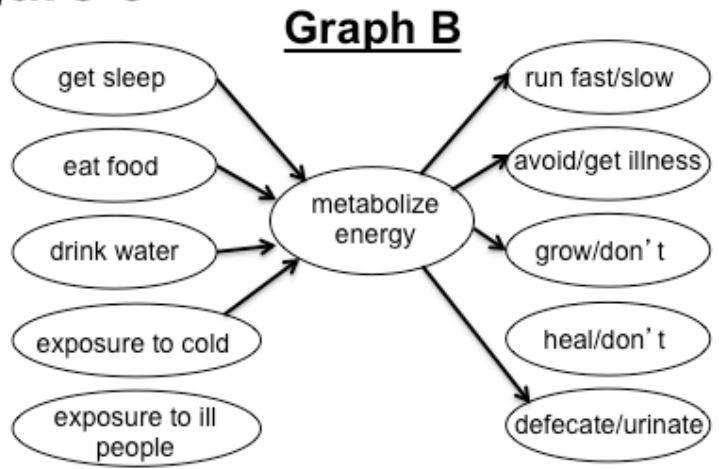 Graph B
get sleep
eat food
drink water
exposure to cold
exposure to ill
people
metabolize
energy
run fast/slow
avoid/get illness
grow/don’t
heal/don’t
defecate/urinate